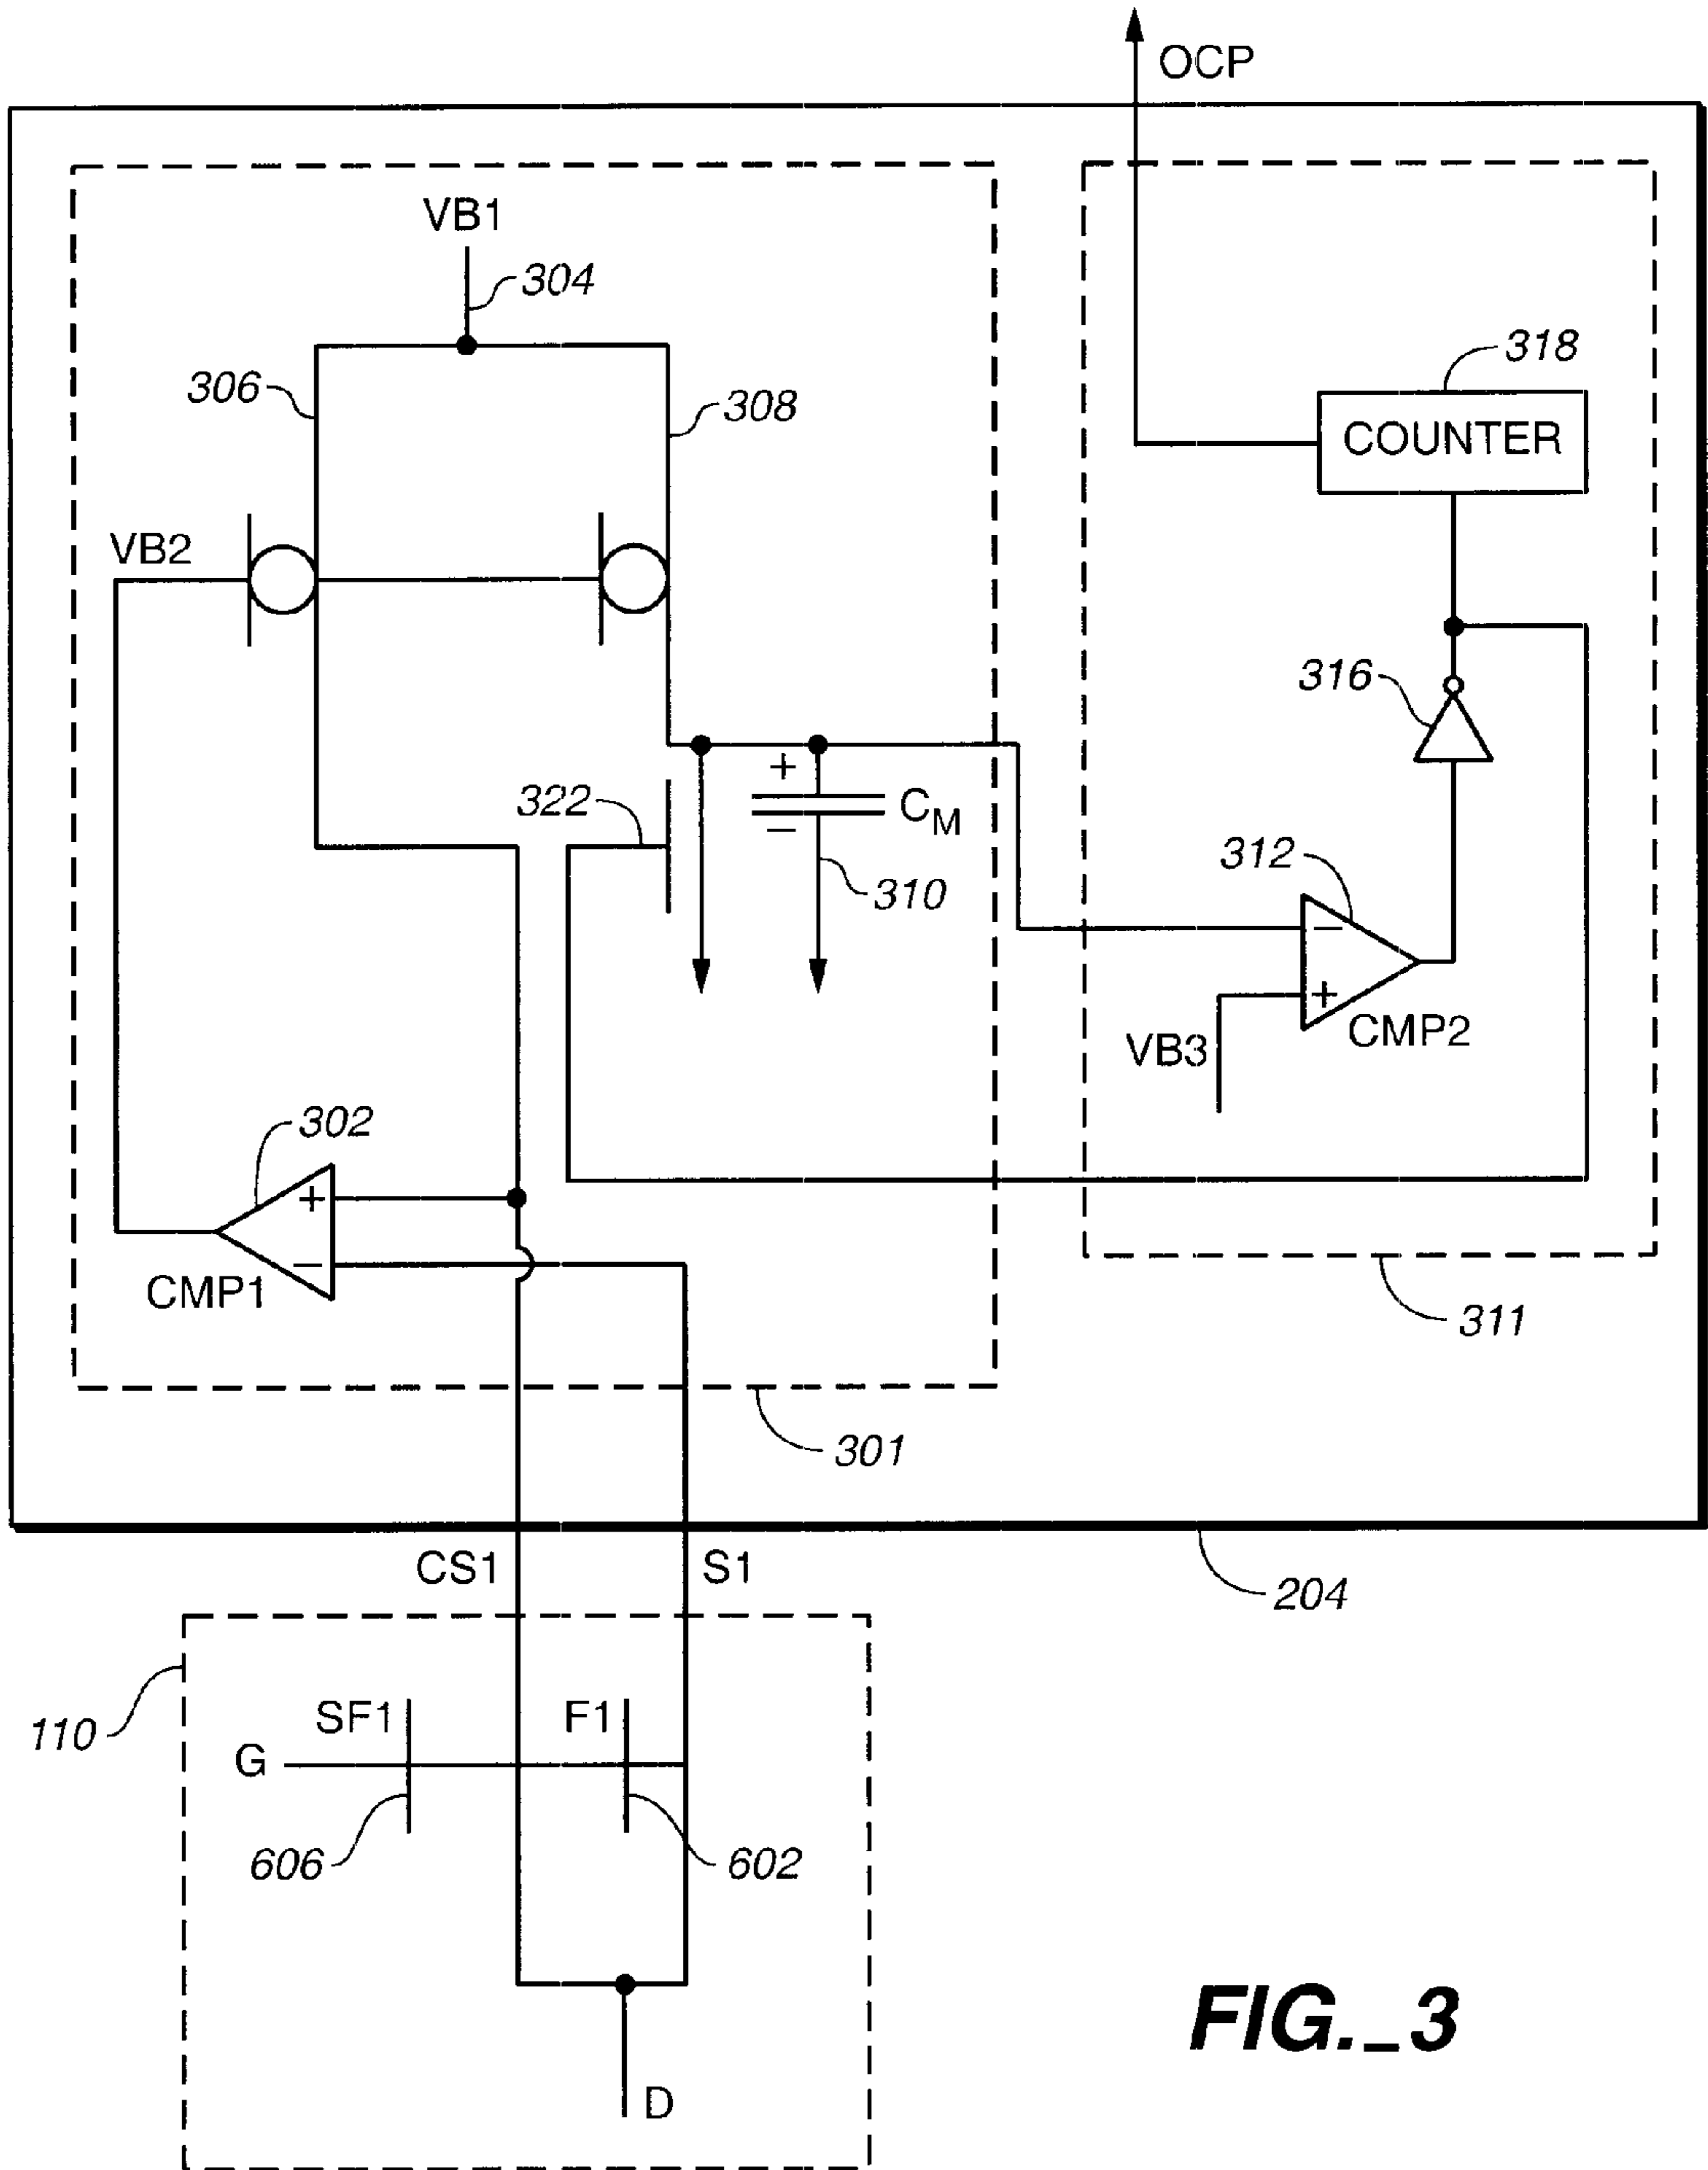 OCP
VB1
304
306
308
318
COUNTER
VB2
316
+
322
C_M
−
310
312
−
+
CMP2
VB3
302
+
−
CMP1
311
301
CS1
S1
204
110
SF1
F1
G
606
602
D
FIG._3